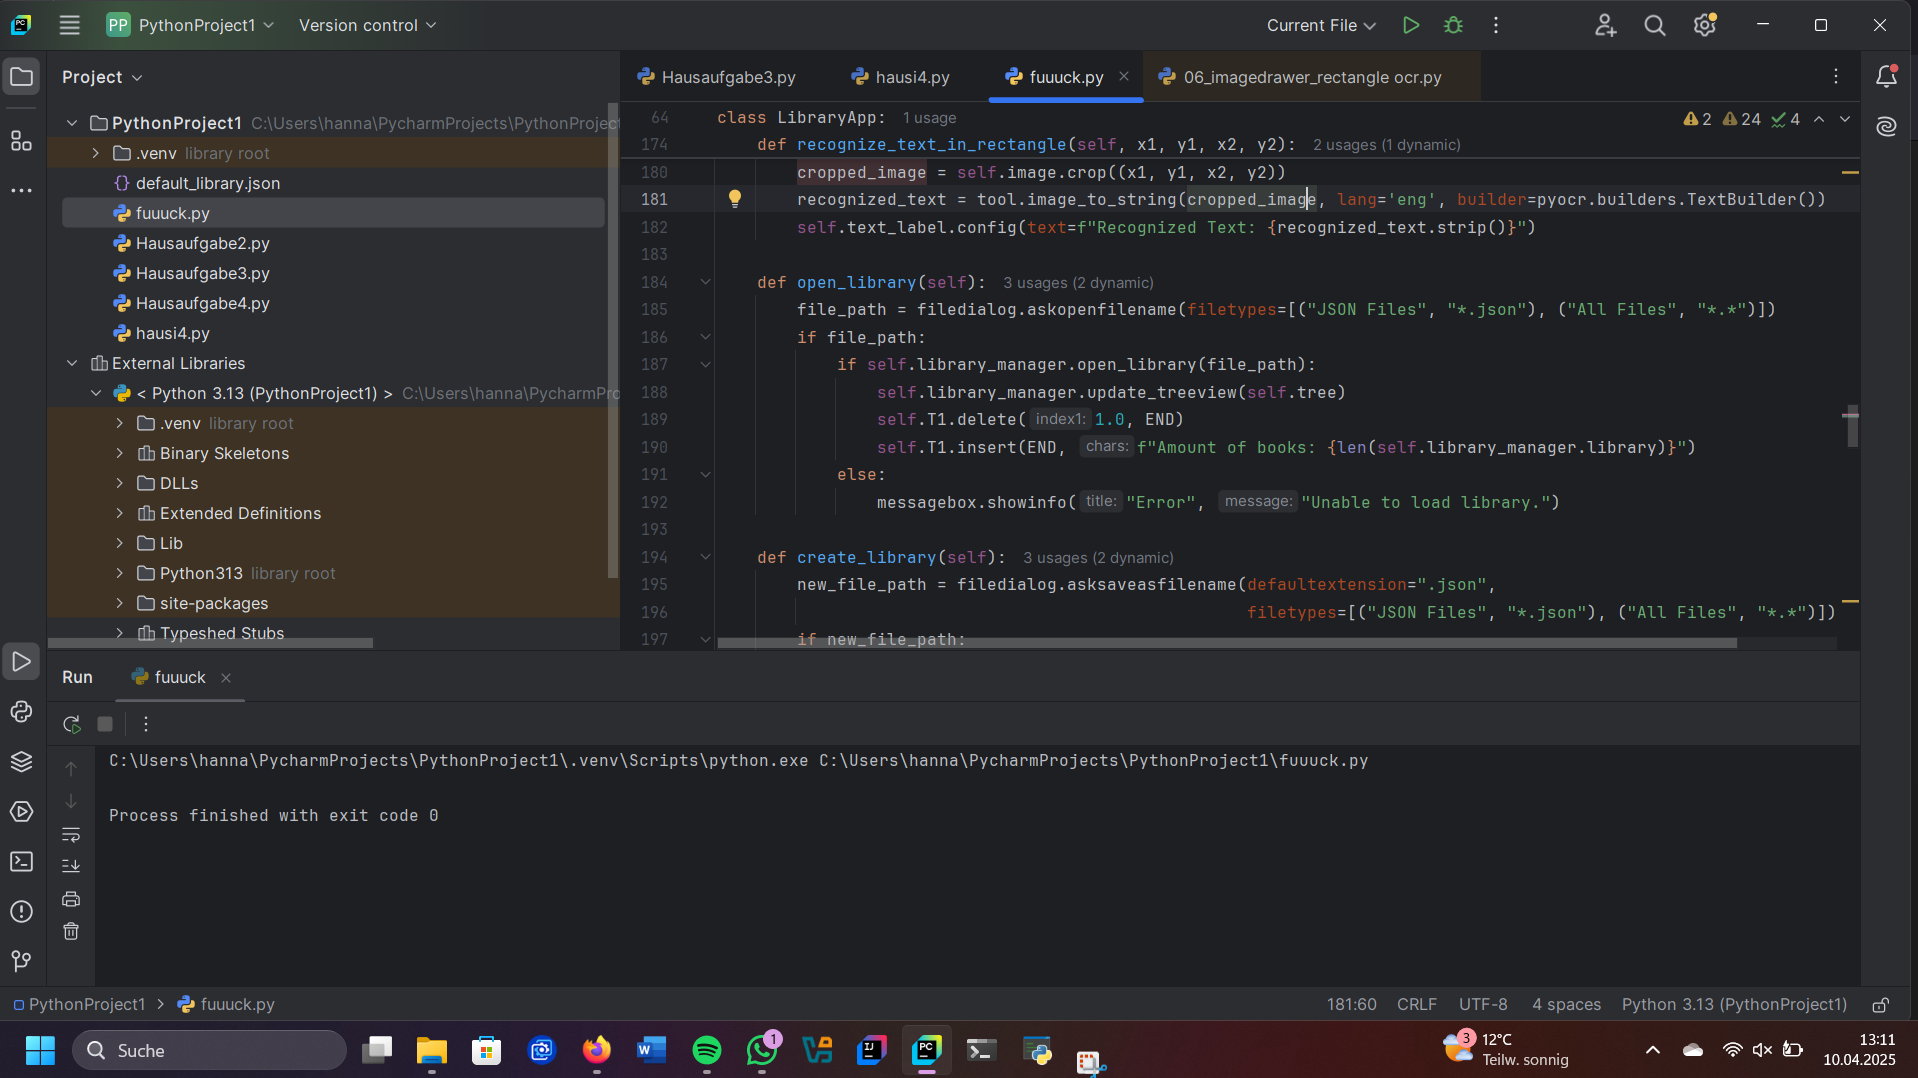 PP PythonProject1 Version control Current File
Project
Hausaufgabe3.py hausi4.py fuuuck.py 06_imagedrawer_rectangle ocr.py
PythonProject1 C:\Users\hanna\PycharmProjects\PythonProject
.venv library root
default_library.json
fuuuck.py
Hausaufgabe2.py
Hausaufgabe3.py
Hausaufgabe4.py
hausi4.py
External Libraries
< Python 3.13 (PythonProject1) > C:\Users\hanna\PycharmPro
.venv library root
Binary Skeletons
DLLs
Extended Definitions
Lib
Python313 library root
site-packages
Typeshed Stubs
2 24 4
64 class LibraryApp: 1 usage
174 def recognize_text_in_rectangle(self, x1, y1, x2, y2): 2 usages (1 dynamic)
180 cropped_image = self.image.crop((x1, y1, x2, y2))
181 recognized_text = tool.image_to_string(cropped_image, lang='eng', builder=pyocr.builders.TextBuilder())
182 self.text_label.config(text=f"Recognized Text: {recognized_text.strip()}")
183
184 def open_library(self): 3 usages (2 dynamic)
185 file_path = filedialog.askopenfilename(filetypes=[("JSON Files", "*.json"), ("All Files", "*.*")])
186 if file_path:
187 if self.library_manager.open_library(file_path):
188 self.library_manager.update_treeview(self.tree)
189 self.T1.delete( index1: 1.0, END)
190 self.T1.insert(END, chars: f"Amount of books: {len(self.library_manager.library)}")
191 else:
192 messagebox.showinfo( title: "Error", message: "Unable to load library.")
193
194 def create_library(self): 3 usages (2 dynamic)
195 new_file_path = filedialog.asksaveasfilename(defaultextension=".json",
196 filetypes=[("JSON Files", "*.json"), ("All Files", "*.*")])
197 if new_file_path:
Run fuuuck
C:\Users\hanna\PycharmProjects\PythonProject1\.venv\Scripts\python.exe C:\Users\hanna\PycharmProjects\PythonProject1\fuuuck.py
Process finished with exit code 0
PythonProject1 > fuuuck.py 181:60 CRLF UTF-8 4 spaces Python 3.13 (PythonProject1)
Suche 1 3 12°C 13:11
Teilw. sonnig 10.04.2025